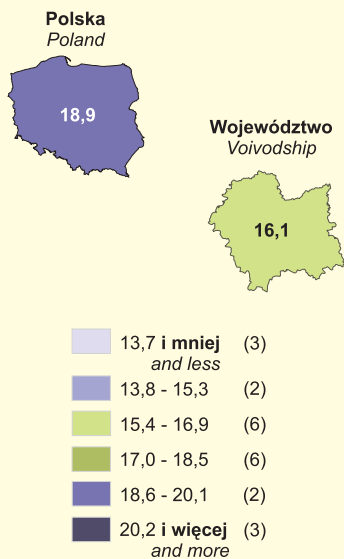 Polska
Poland
18,9
Województwo
Voivodship
16,1
13,7 i mniej (3)
and less
13,8 - 15,3 (2)
15,4 - 16,9 (6)
17,0 - 18,5 (6)
18,6 - 20,1 (2)
20,2 i więcej (3)
and more